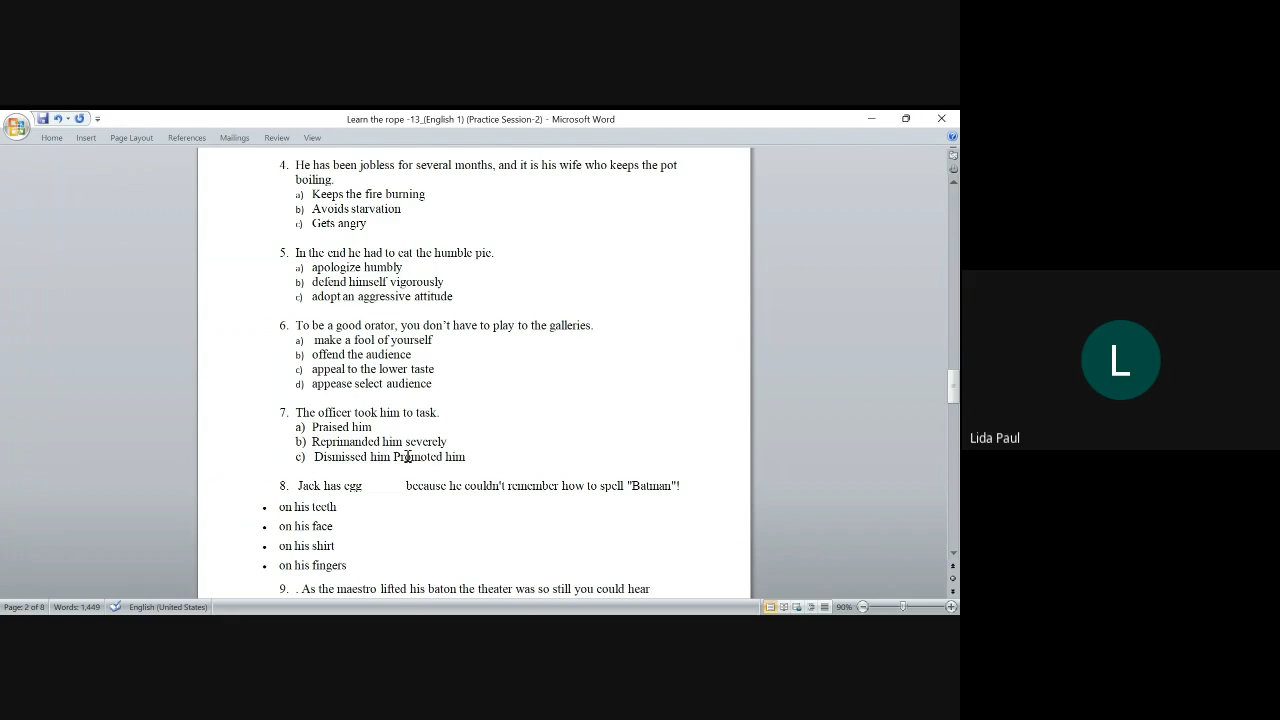 Learn the rope -13_(English 1) (Practice Session-2) - Microsoft Word
Home Insert Page Layout References Mailings Review View
4. He has been jobless for several months, and it is his wife who keeps the pot
boiling.
a) Keeps the fire burning
b) Avoids starvation
c) Gets angry
5. In the end he had to eat the humble pie.
a) apologize humbly
b) defend himself vigorously
c) adopt an aggressive attitude
6. To be a good orator, you don't have to play to the galleries.
a) make a fool of yourself
b) offend the audience
c) appeal to the lower taste
d) appease select audience
7. The officer took him to task.
a) Praised him
b) Reprimanded him severely
c) Dismissed him Promoted him
8. Jack has egg ______ because he couldn't remember how to spell "Batman"!
• on his teeth
• on his face
• on his shirt
• on his fingers
9. . As the maestro lifted his baton the theater was so still you could hear
Page: 2 of 8 Words: 1,449 English (United States) 90%
L
Lida Paul